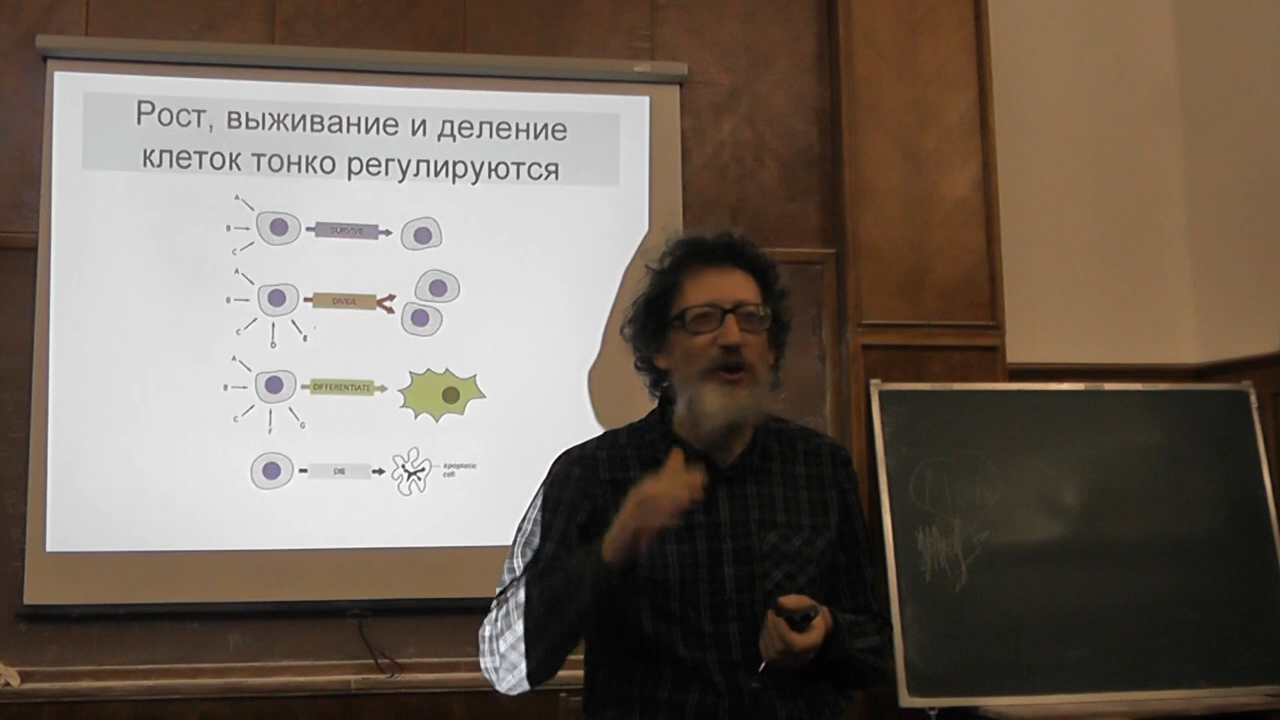 Рост, выживание и деление
клеток тонко регулируются
A
B
C
SURVIVE
A
B
C
D
E
DIVIDE
A
B
C
F
G
DIFFERENTIATE
DIE
apoptotic
cell